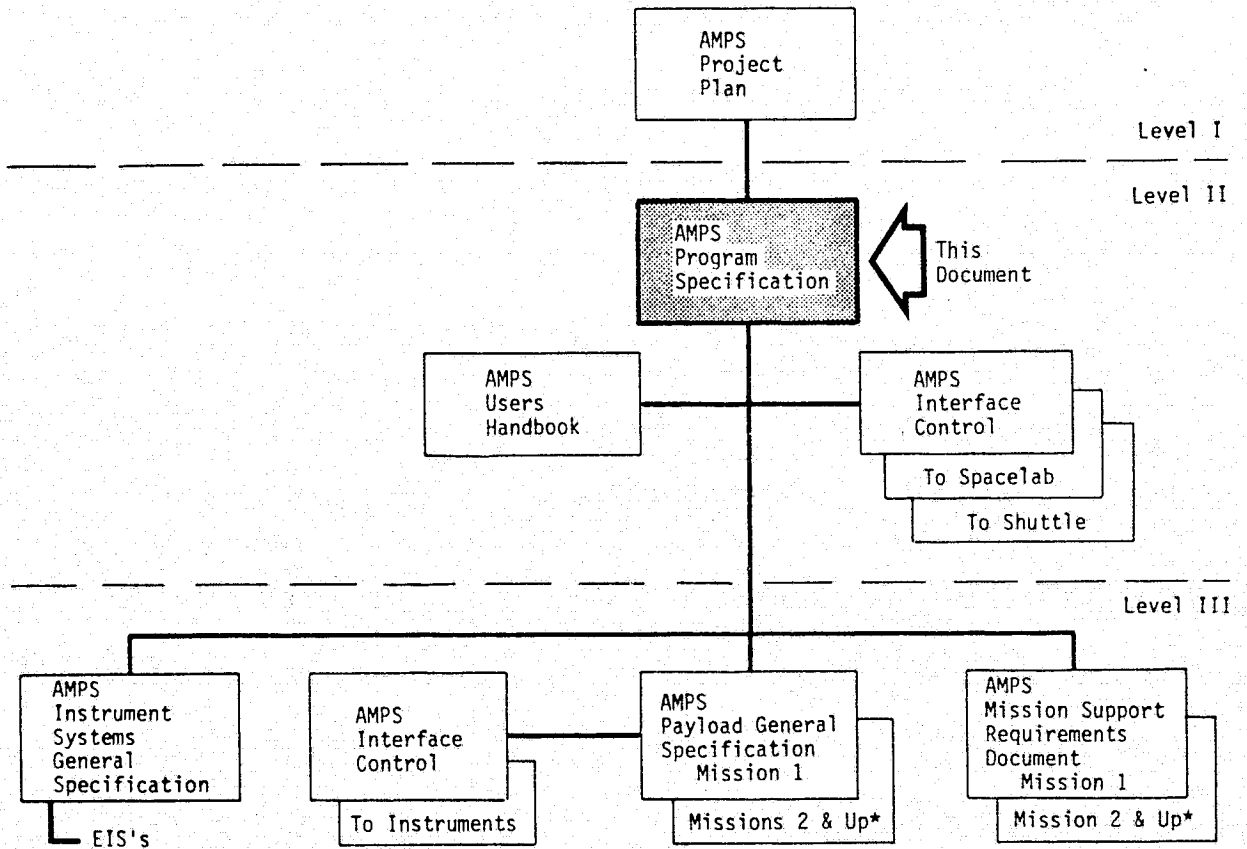 AMPS
Project
Plan
Level I
Level II
AMPS
Program
Specification
This
Document
AMPS
Users
Handbook
AMPS
Interface
Control
To Spacelab
To Shuttle
Level III
AMPS
Instrument
Systems
General
Specification
EIS's
AMPS
Interface
Control
To Instruments
AMPS
Payload General
Specification
Mission 1
Missions 2 & Up*
AMPS
Mission Support
Requirements
Document
Mission 1
Mission 2 & Up*